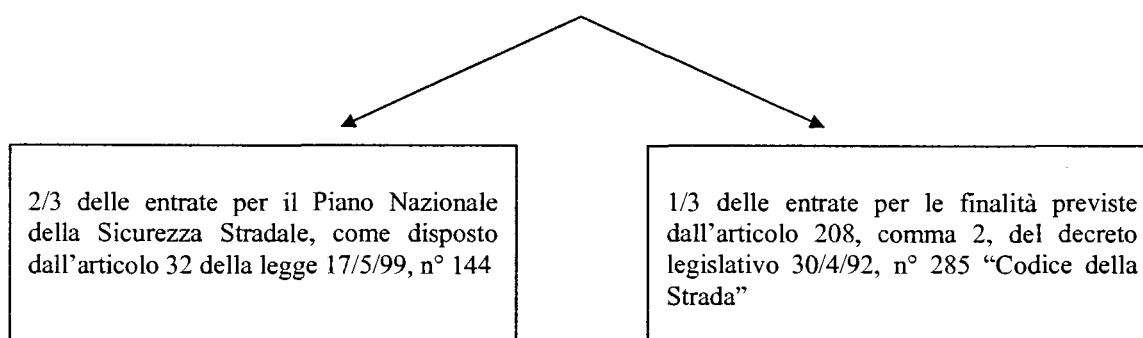 2/3 delle entrate per il Piano Nazionale
della Sicurezza Stradale, come disposto
dall'articolo 32 della legge 17/5/99, n° 144
1/3 delle entrate per le finalità previste
dall'articolo 208, comma 2, del decreto
legislativo 30/4/92, n° 285 “Codice della
Strada”